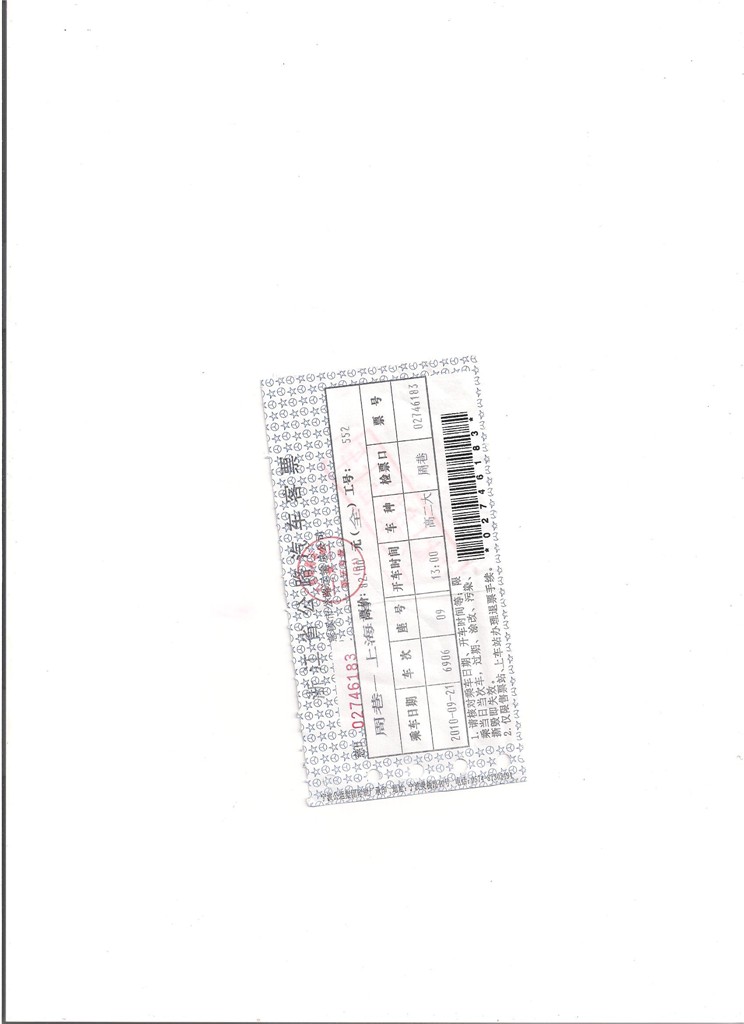 浙江省公路汽车客票
02746183
周巷—上海南 票价: 82.00 元(全) 工号: 552
乘车日期 车次 座号 开车时间 车种 检票口 票号
2010-09-21 6906 09 13:00 高二大 周巷 02746183
1. 请核对乘车日期、开车时间等;限
乘当日当次车,过期、涂改、污染、
撕毁即失效。
2. 仅限售票站、上车站办理退票手续。
*02746183*